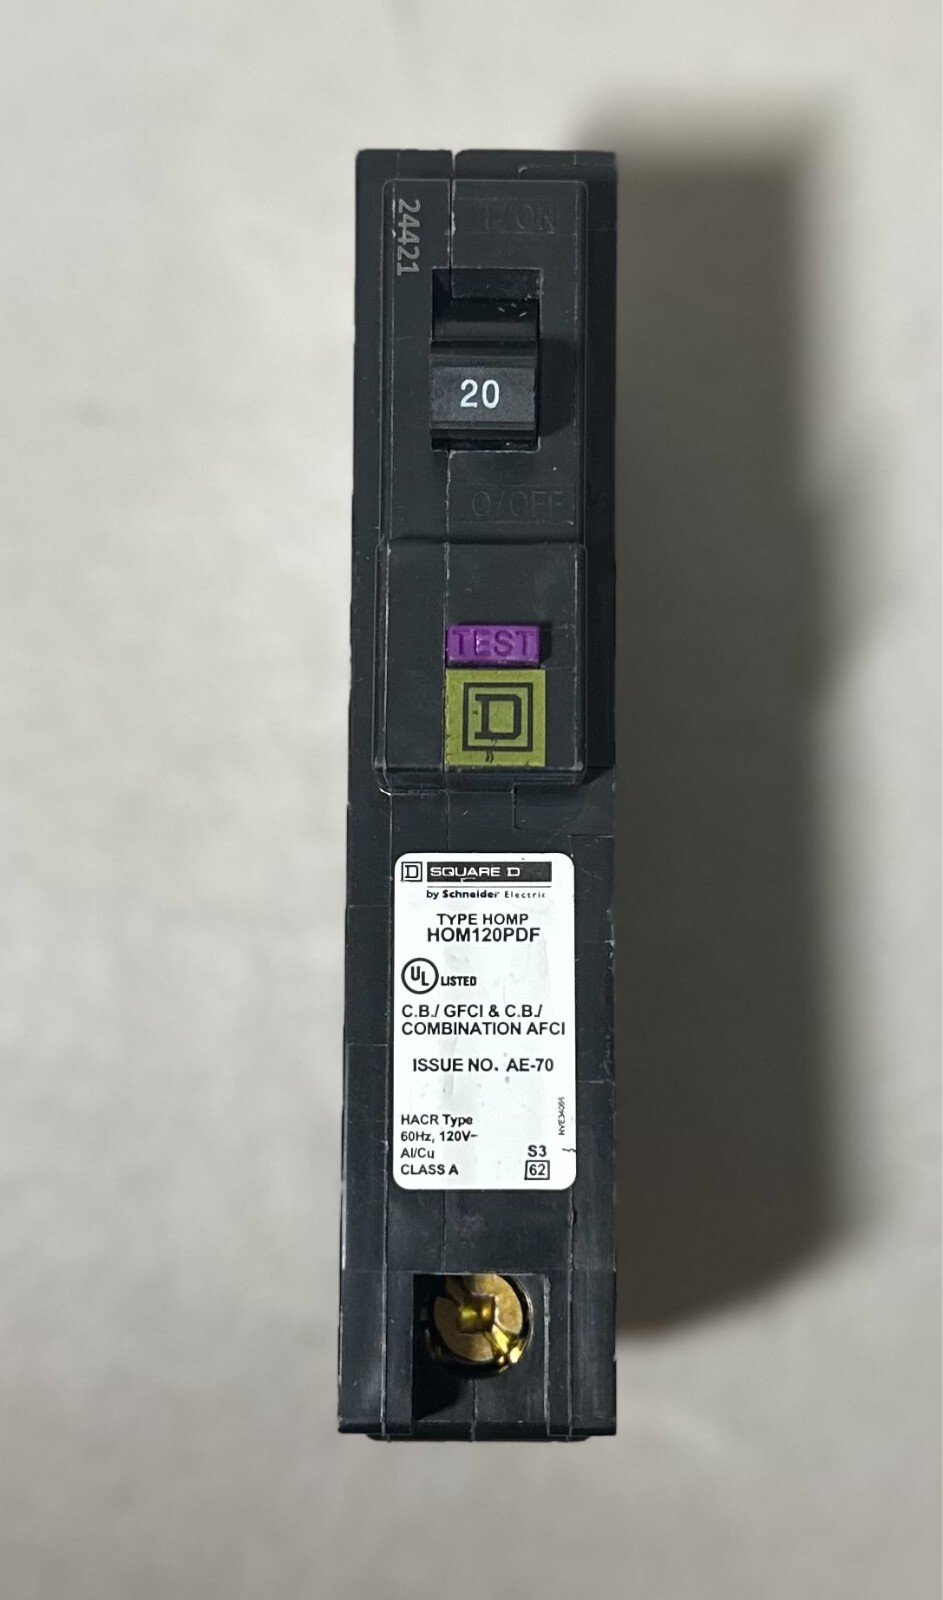 24421
I/ON
20
O/OFF
TEST
D
D SQUARE D
by Schneider Electric
TYPE HOMP
HOM120PDF
UL LISTED
C.B./ GFCI & C.B./
COMBINATION AFCI
ISSUE NO. AE-70
NVE34065
HACR Type
60Hz, 120V~
Al/Cu S3
CLASS A 62